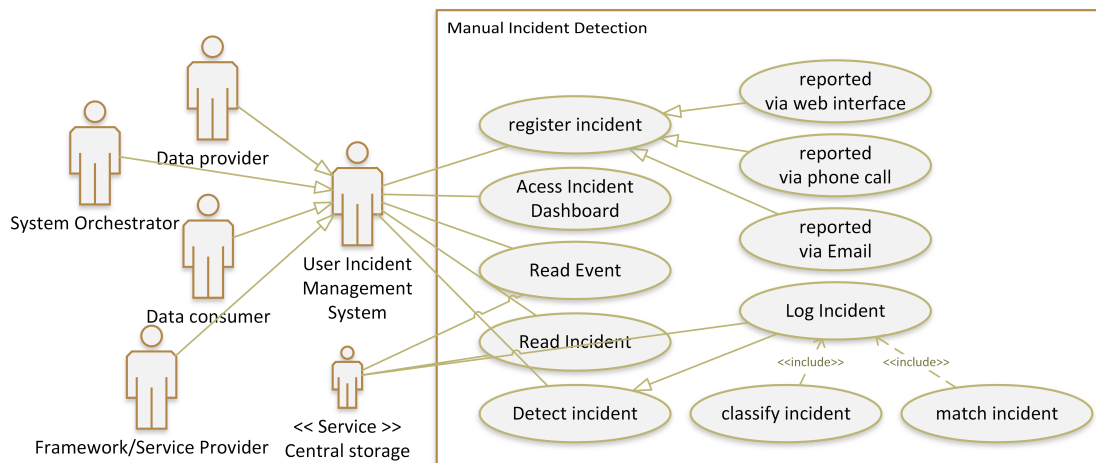 Manual Incident Detection
Data provider
System Orchestrator
Data consumer
Framework/Service Provider
User Incident
Management
System
<< Service >>
Central storage
register incident
Acess Incident
Dashboard
Read Event
Read Incident
Detect incident
reported
via web interface
reported
via phone call
reported
via Email
Log Incident
<<include>>
<<include>>
classify incident
match incident